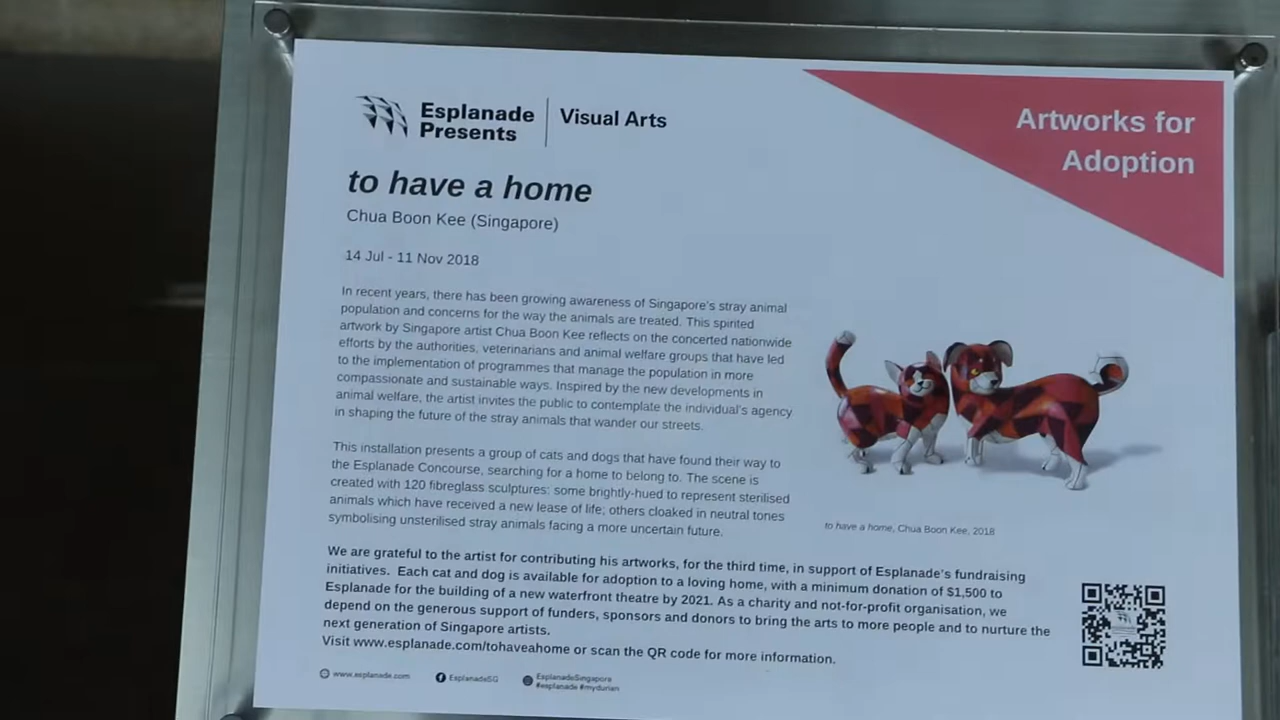 Esplanade
Presents
Visual Arts
Artworks for
Adoption
to have a home
Chua Boon Kee (Singapore)
14 Jul - 11 Nov 2018
In recent years, there has been growing awareness of Singapore's stray animal
population and concerns for the way the animals are treated. This spirited
artwork by Singapore artist Chua Boon Kee reflects on the concerted nationwide
efforts by the authorities, veterinarians and animal welfare groups that have led
to the implementation of programmes that manage the population in more
compassionate and sustainable ways. Inspired by the new developments in
animal welfare, the artist invites the public to contemplate the individual's agency
in shaping the future of the stray animals that wander our streets.
This installation presents a group of cats and dogs that have found their way to
the Esplanade Concourse, searching for a home to belong to. The scene is
created with 120 fibreglass sculptures: some brightly-hued to represent sterilised
animals which have received a new lease of life; others cloaked in neutral tones
symbolising unsterilised stray animals facing a more uncertain future.
to have a home, Chua Boon Kee, 2018
We are grateful to the artist for contributing his artworks, for the third time, in support of Esplanade's fundraising
initiatives. Each cat and dog is available for adoption to a loving home, with a minimum donation of $1,500 to
Esplanade for the building of a new waterfront theatre by 2021. As a charity and not-for-profit organisation, we
depend on the generous support of funders, sponsors and donors to bring the arts to more people and to nurture the
next generation of Singapore artists.
Visit www.esplanade.com/tohaveahome or scan the QR code for more information.
www.esplanade.com
EsplanadeSG
EsplanadeSingapore
#esplanade #mydurian